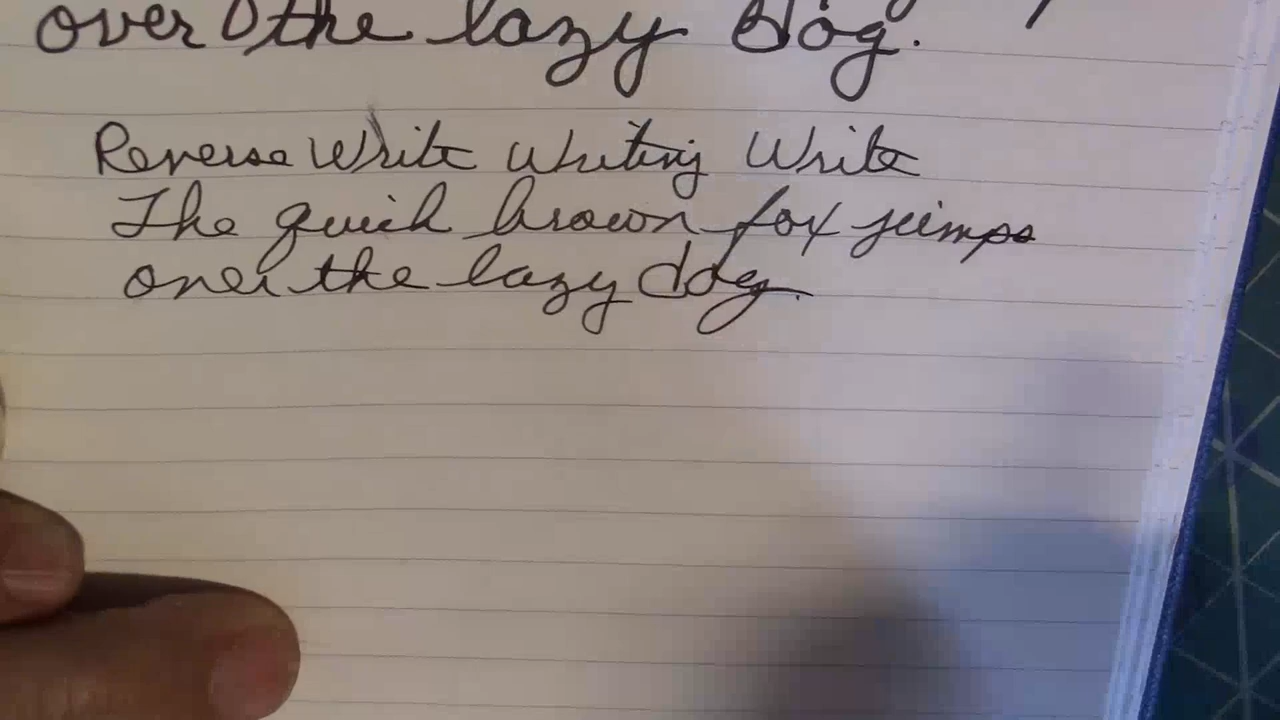 over the lazy dog.
Reverse Write Writing Write
The quick brown fox jumps
over the lazy dog.